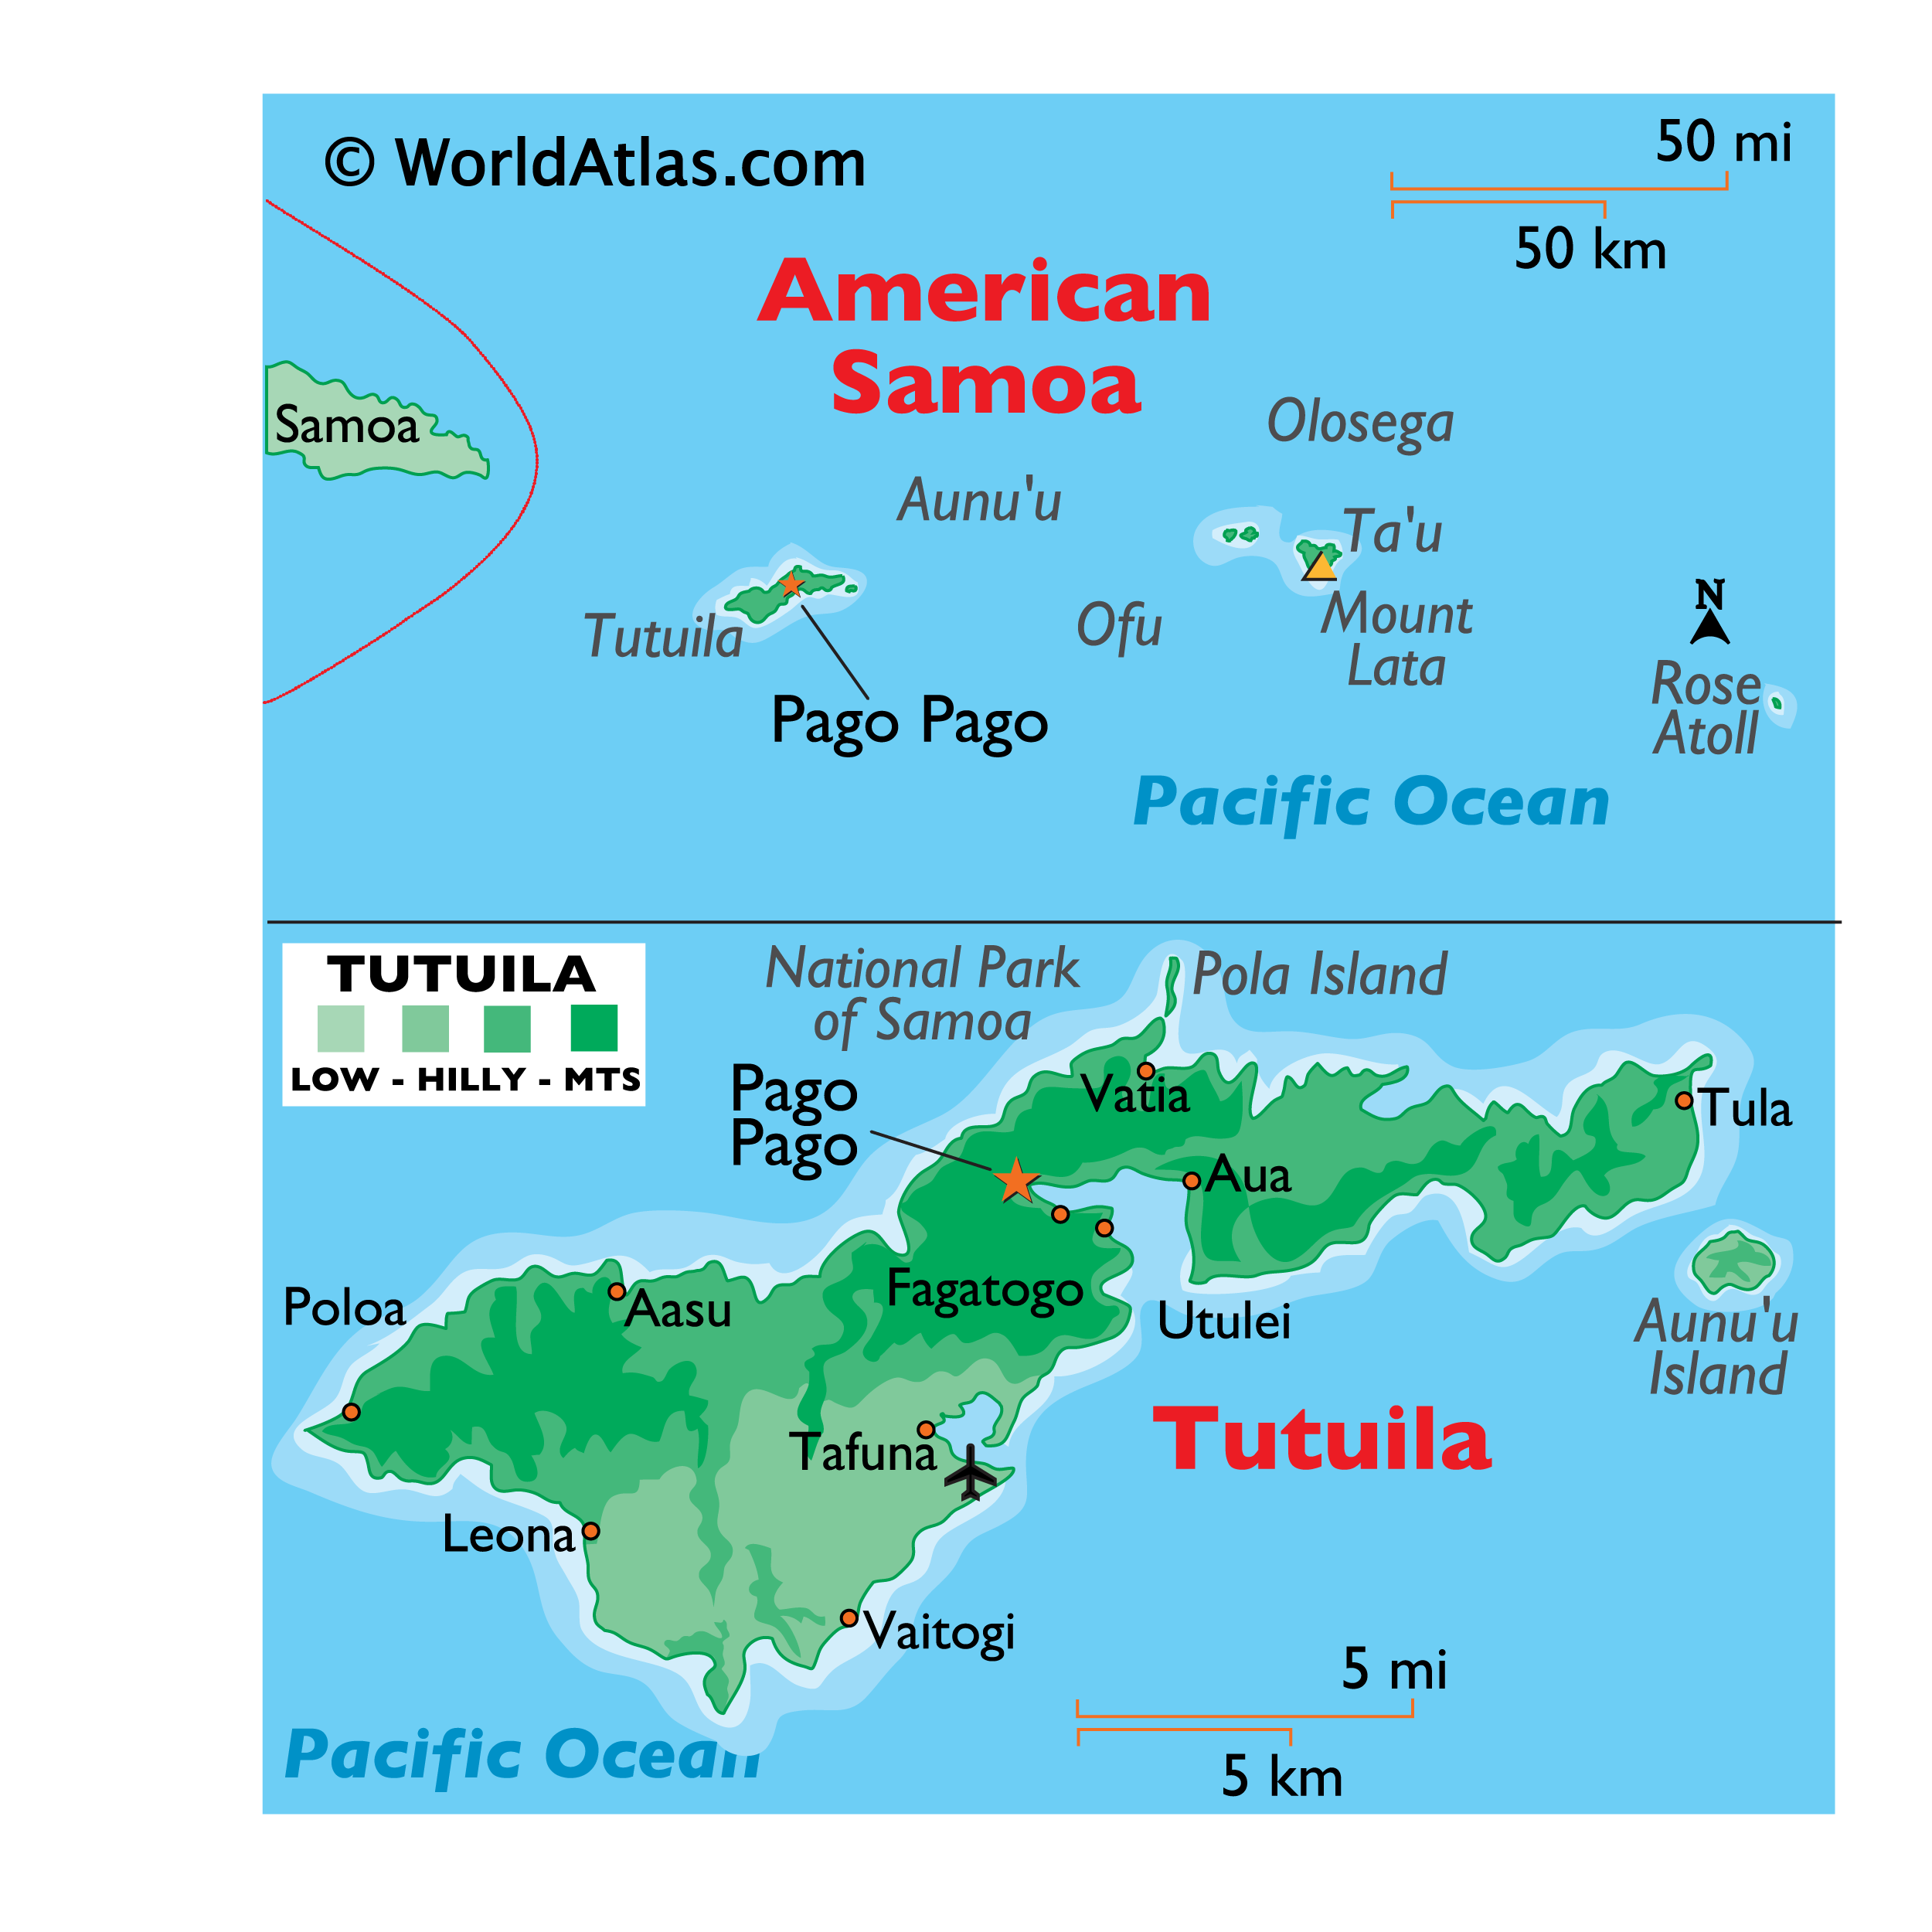 © WorldAtlas.com
50 mi
50 km
American
Samoa
Samoa
Olosega
Aunu'u
Ta'u
Tutuila
Ofu
Mount
Lata
N
Rose
Atoll
Pago Pago
Pacific Ocean
TUTUILA
LOW - HILLY - MTS
National Park
of Samoa
Pola Island
Pago
Pago
Vatia
Tula
Aua
Fagatogo
Poloa
Aasu
Utulei
Aunu'u
Island
Tafuna
Tutuila
Leona
Vaitogi
5 mi
5 km
Pacific Ocean